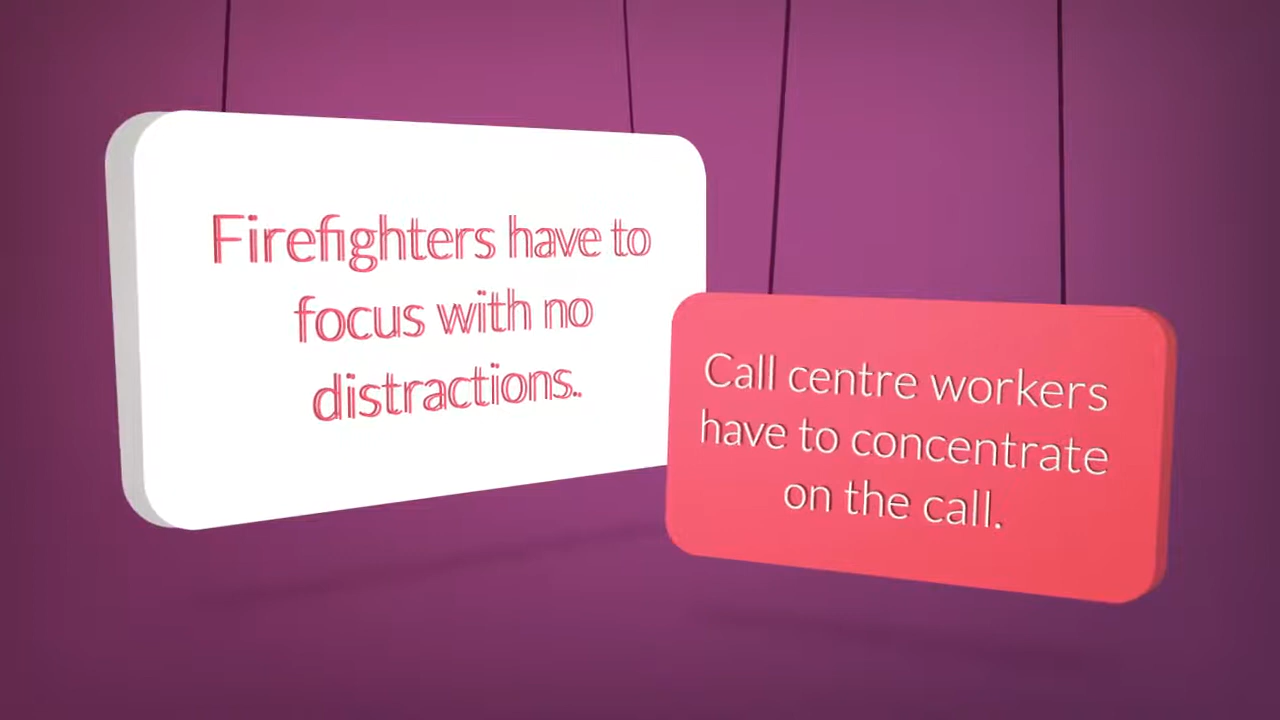 Firefighters have to
focus with no
distractions.
Call centre workers
have to concentrate
on the call.